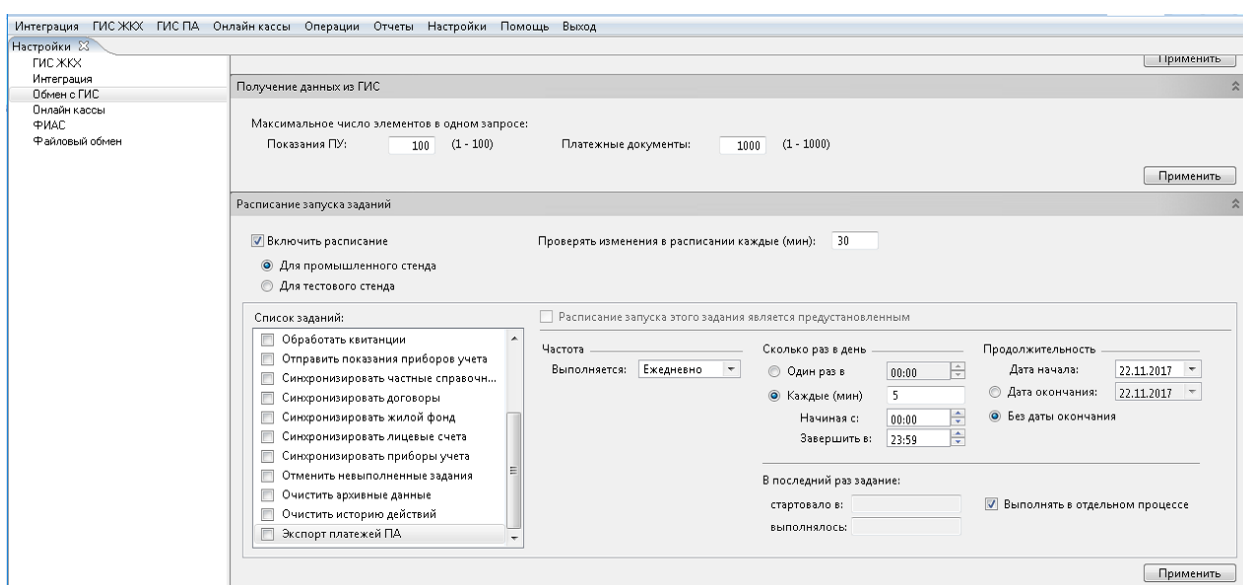 Интеграция ГИС ЖКХ ГИС ПА Онлайн кассы Операции Отчеты Настройки Помощь Выход
Настройки
ГИС ЖКХ
Интеграция
Обмен с ГИС
Онлайн кассы
ФИАС
Файловый обмен
Применить
Получение данных из ГИС
Максимальное число элементов в одном запросе:
Показания ПУ: 100 (1 - 100) Платежные документы: 1000 (1 - 1000)
Применить
Расписание запуска заданий
Включить расписание Проверять изменения в расписании каждые (мин): 30
Для промышленного стенда
Для тестового стенда
Список заданий:
Обработать квитанции
Отправить показания приборов учета
Синхронизировать частные справочн...
Синхронизировать договоры
Синхронизировать жилой фонд
Синхронизировать лицевые счета
Синхронизировать приборы учета
Отменить невыполненные задания
Очистить архивные данные
Очистить историю действий
Экспорт платежей ПА
Расписание запуска этого задания является предустановленным
Частота
Выполняется: Ежедневно
Сколько раз в день
Один раз в 00:00
Каждые (мин) 5
Начиная с: 00:00
Завершить в: 23:59
Продолжительность
Дата начала: 22.11.2017
Дата окончания: 22.11.2017
Без даты окончания
В последний раз задание:
стартовало в:
выполнялось:
Выполнять в отдельном процессе
Применить